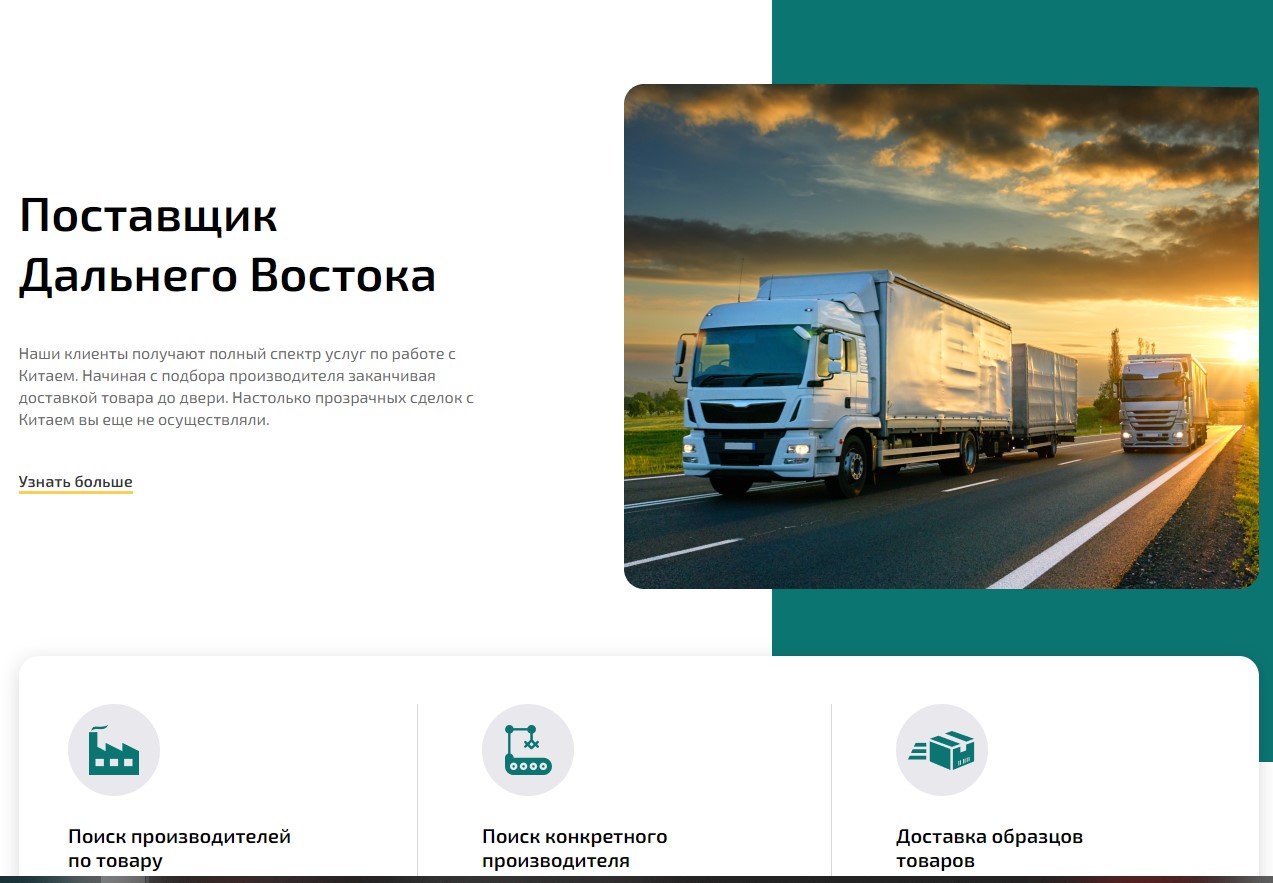 Поставщик
Дальнего Востока
Наши клиенты получают полный спектр услуг по работе с
Китаем. Начиная с подбора производителя заканчивая
доставкой товара до двери. Настолько прозрачных сделок с
Китаем вы еще не осуществляли.
Узнать больше
Поиск производителей
по товару
Поиск конкретного
производителя
Доставка образцов
товаров